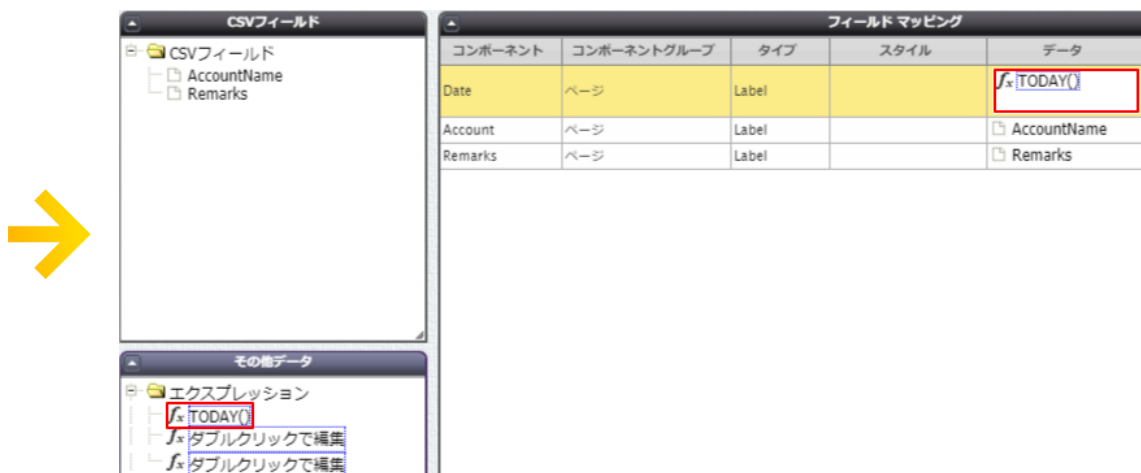 CSVフィールド
CSVフィールド
AccountName
Remarks
フィールド マッピング
コンポーネント コンポーネントグループ タイプ スタイル データ
Date ページ Label fx TODAY()
Account ページ Label AccountName
Remarks ページ Label Remarks
その他データ
エクスプレッション
fx TODAY()
fx ダブルクリックで編集
fx ダブルクリックで編集